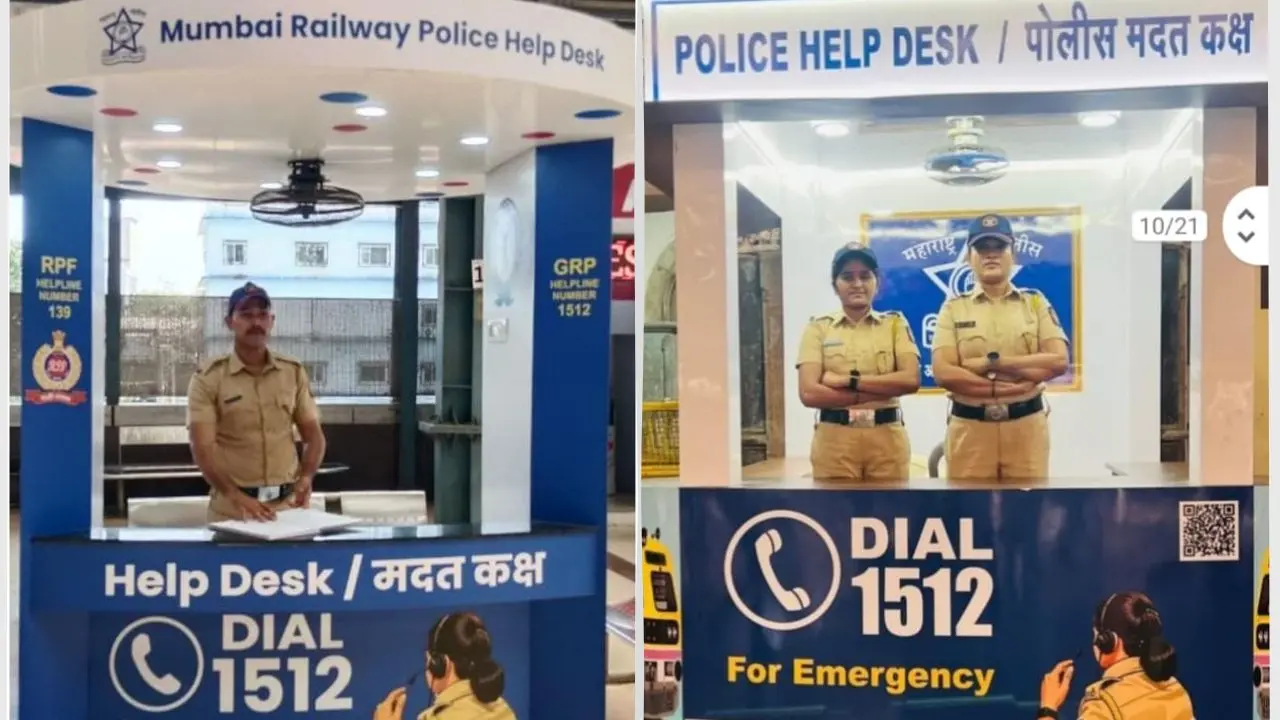 Mumbai Railway Police Help Desk
RPF
HELPLINE
NUMBER
139
GRP
HELPLINE
NUMBER
1512
1
Help Desk / मदत कक्ष
DIAL
1512
POLICE HELP DESK / पोलीस मदत कक्ष
10/21
DIAL
1512
For Emergency